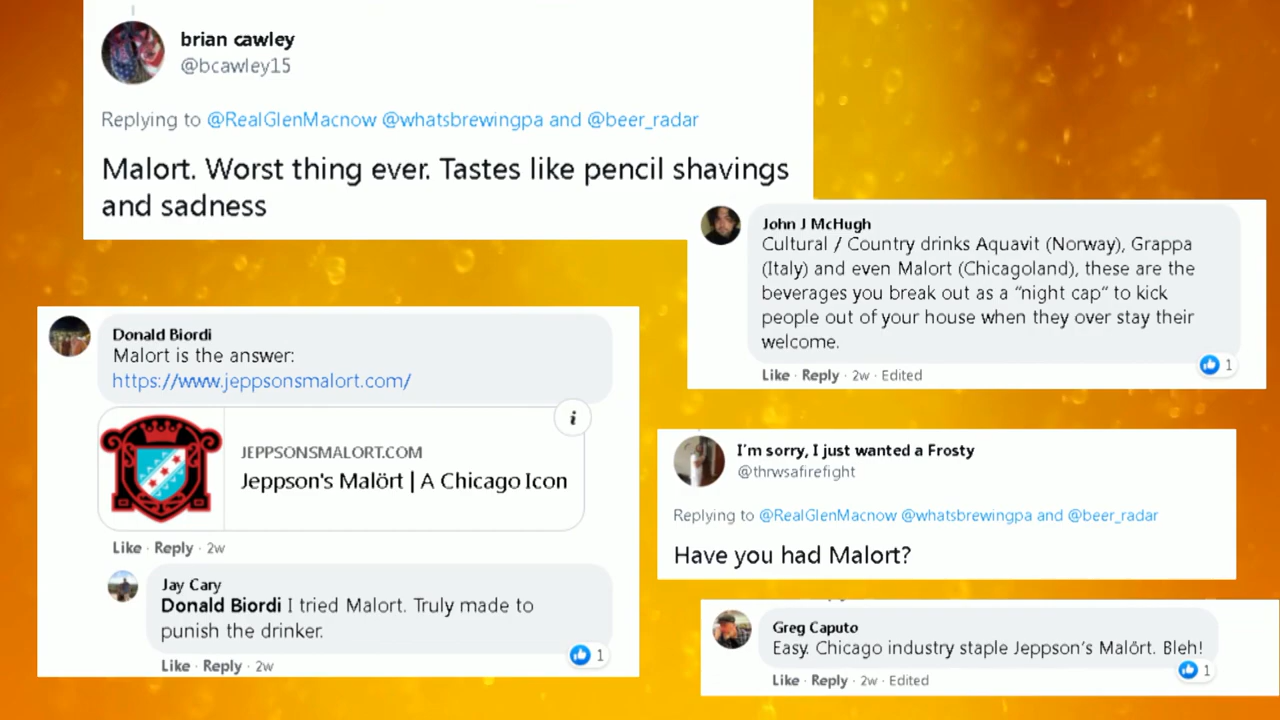 brian cawley
@bcawley15
Replying to @RealGlenMacnow @whatsbrewingpa and @beer_radar
Malort. Worst thing ever. Tastes like pencil shavings
and sadness
John J McHugh
Cultural / Country drinks Aquavit (Norway), Grappa
(Italy) and even Malort (Chicagoland), these are the
beverages you break out as a "night cap" to kick
people out of your house when they over stay their
welcome.
1
Like · Reply · 2w · Edited
Donald Biordi
Malort is the answer:
https://www.jeppsonsmalort.com/
i
JEPPSONSMALORT.COM
Jeppson's Malört | A Chicago Icon
Like · Reply · 2w
Jay Cary
Donald Biordi I tried Malort. Truly made to
punish the drinker.
1
Like · Reply · 2w
I'm sorry, I just wanted a Frosty
@thrwsafirefight
Replying to @RealGlenMacnow @whatsbrewingpa and @beer_radar
Have you had Malort?
Greg Caputo
Easy. Chicago industry staple Jeppson's Malört. Bleh!
1
Like · Reply · 2w · Edited